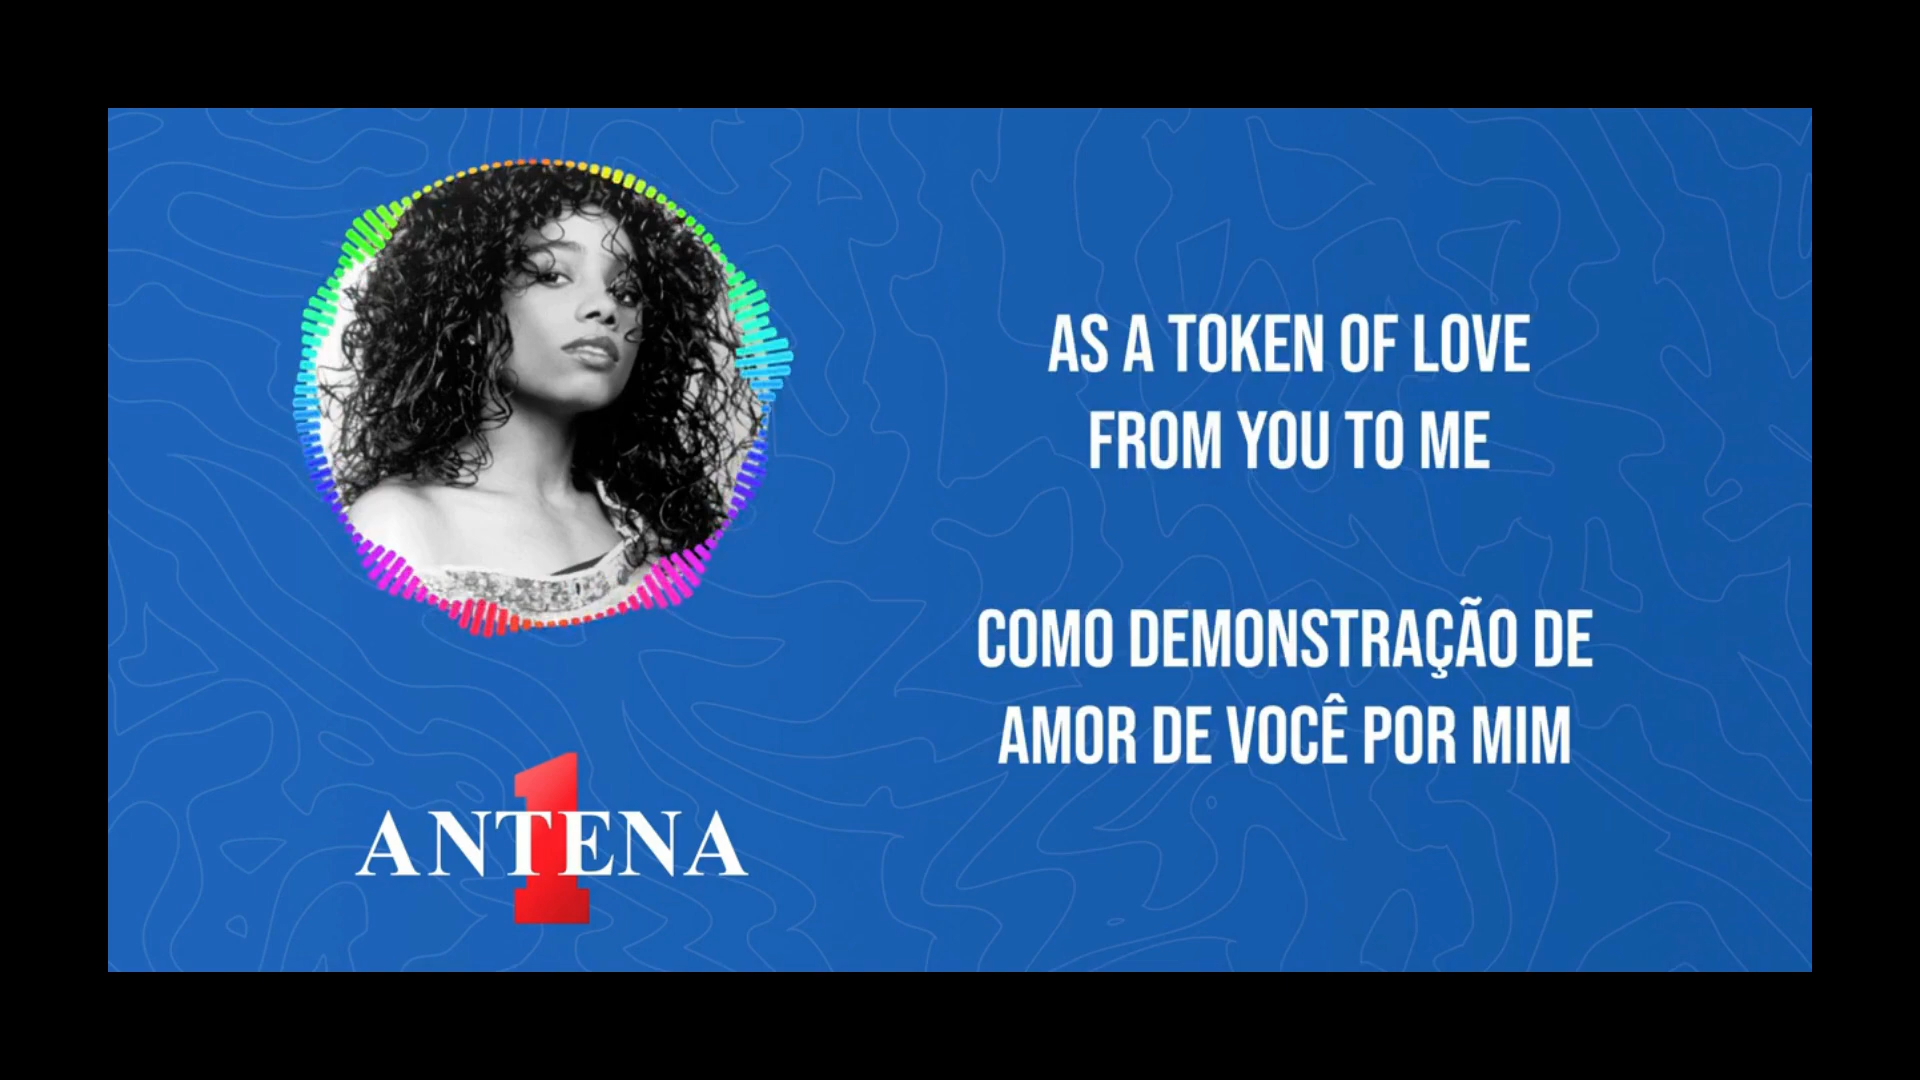 AS A TOKEN OF LOVE
FROM YOU TO ME
COMO DEMONSTRAÇÃO DE
AMOR DE VOCÊ POR MIM
1
ANTENA